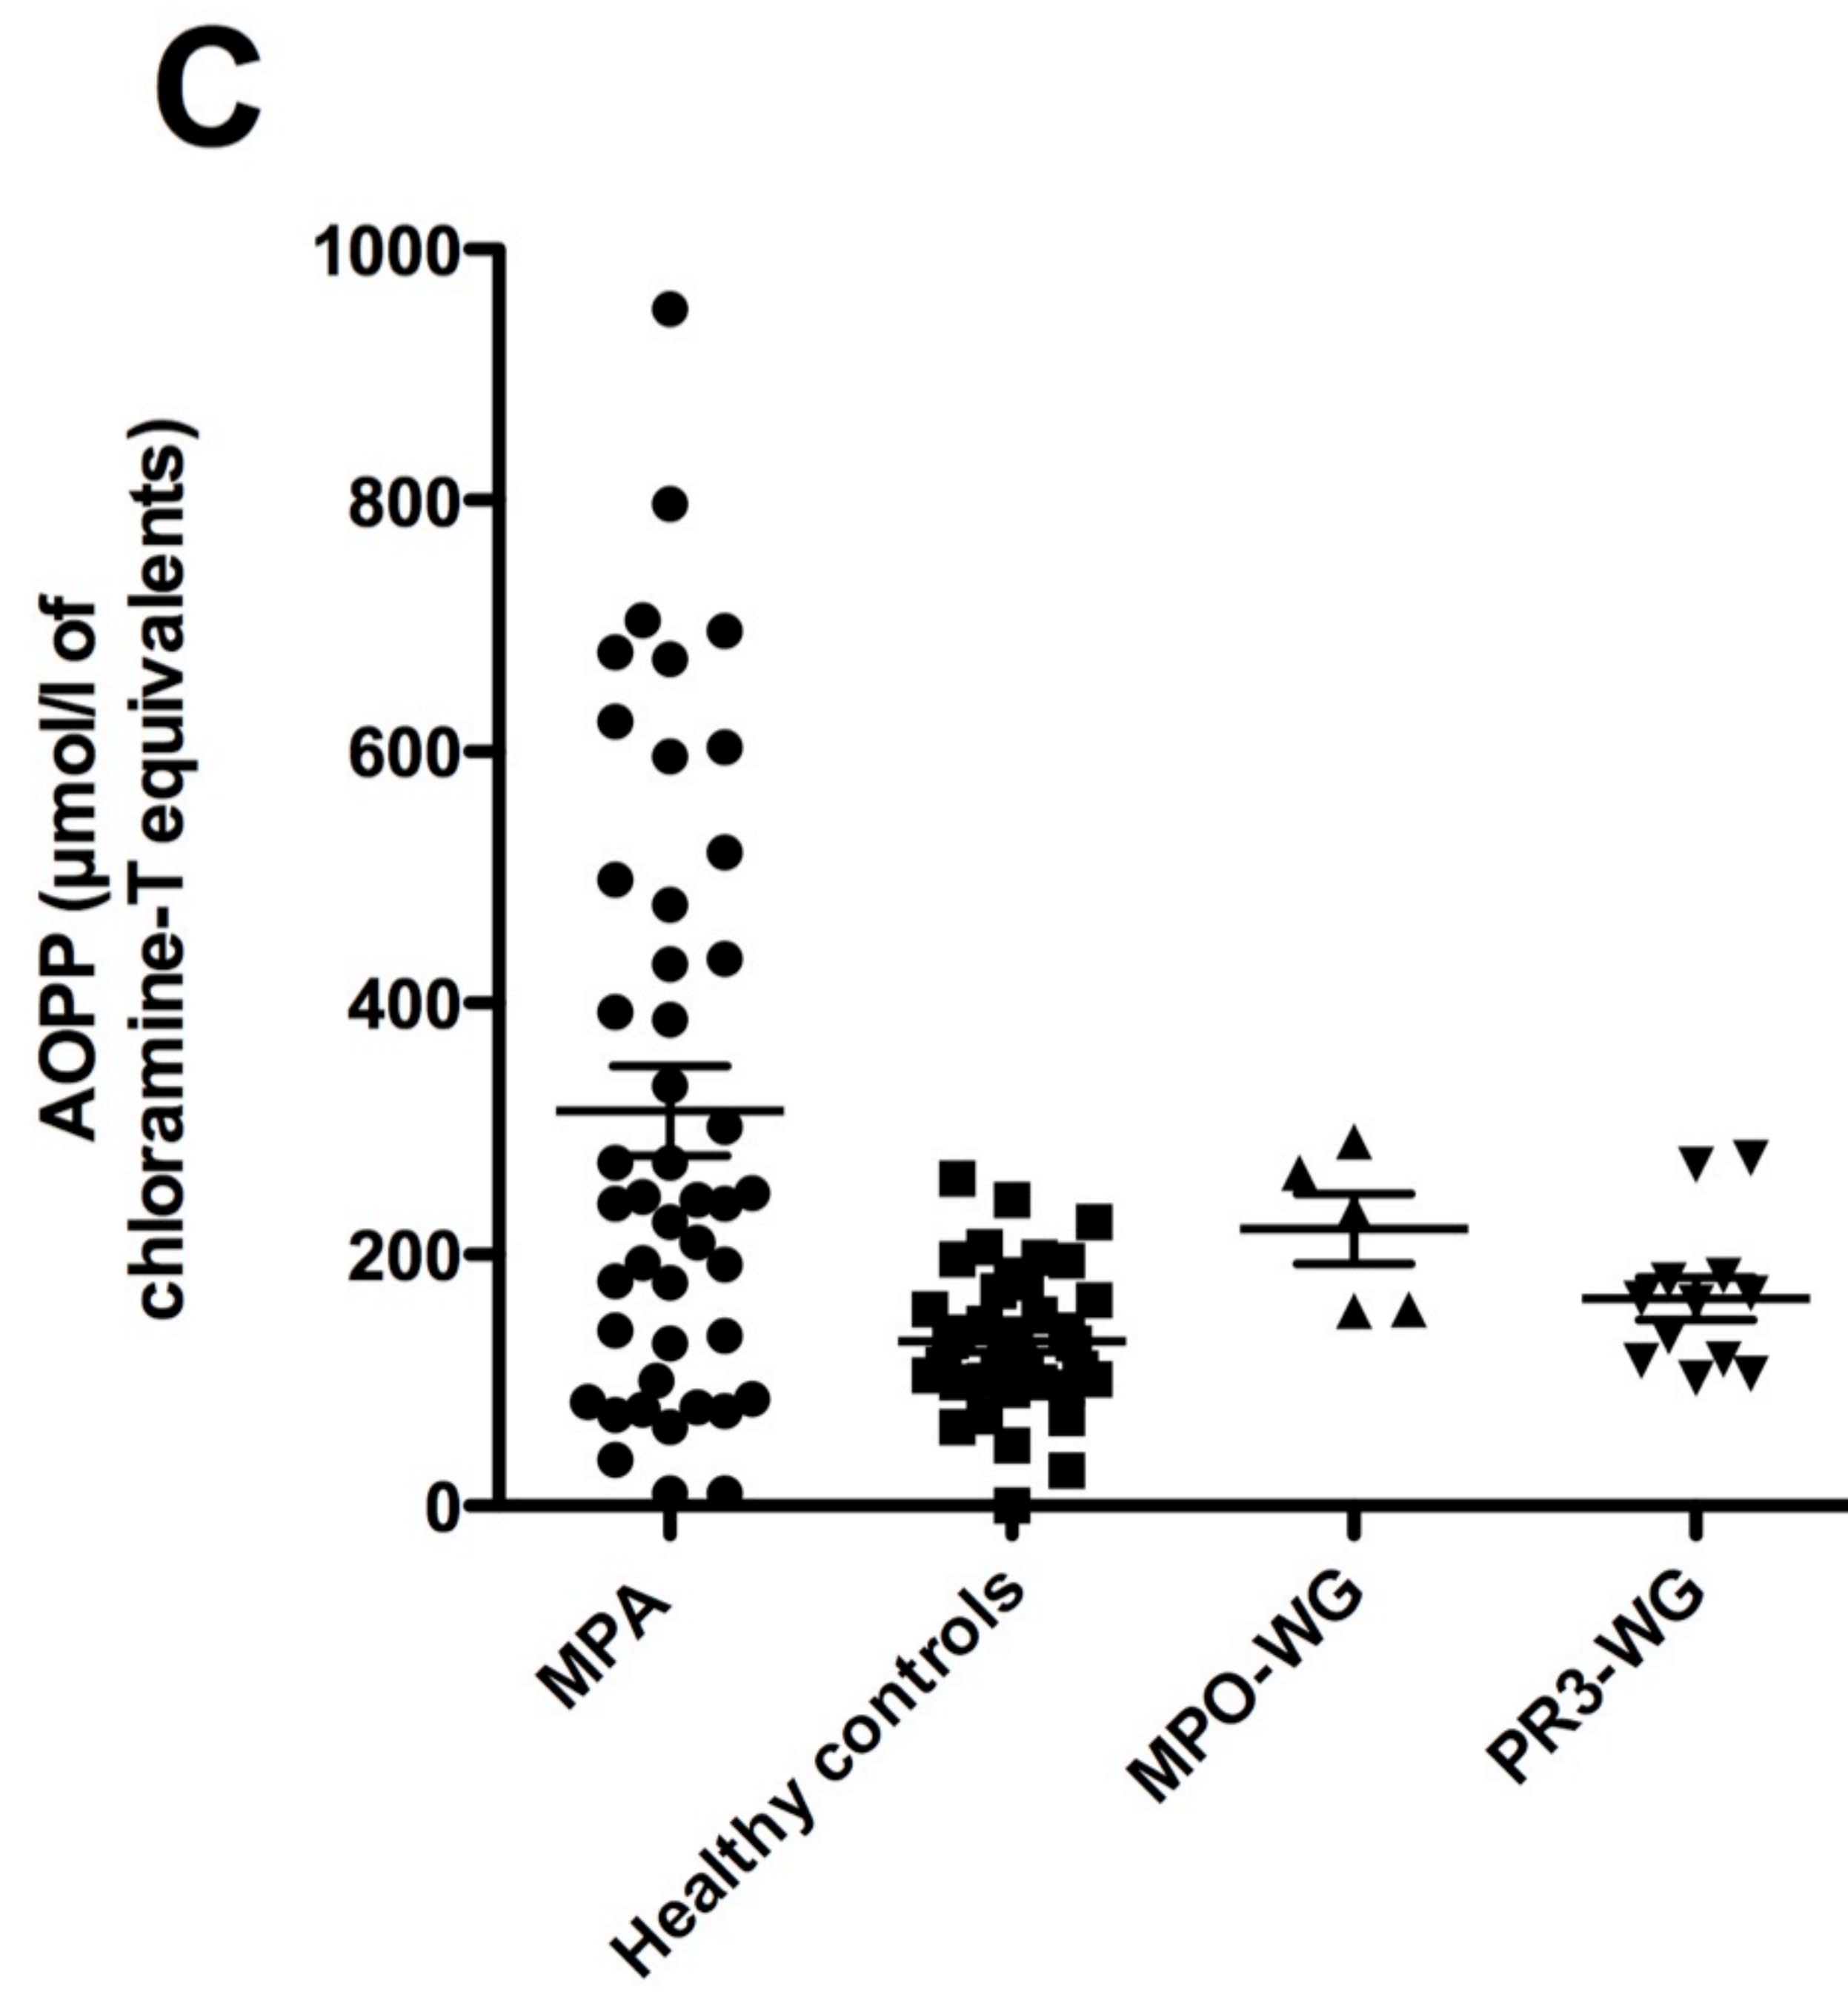 C
AOPP (µmol/l of
chloramine-T equivalents)
1000
800
600
400
200
0
MPA
Healthy controls
MPO-WG
PR3-WG